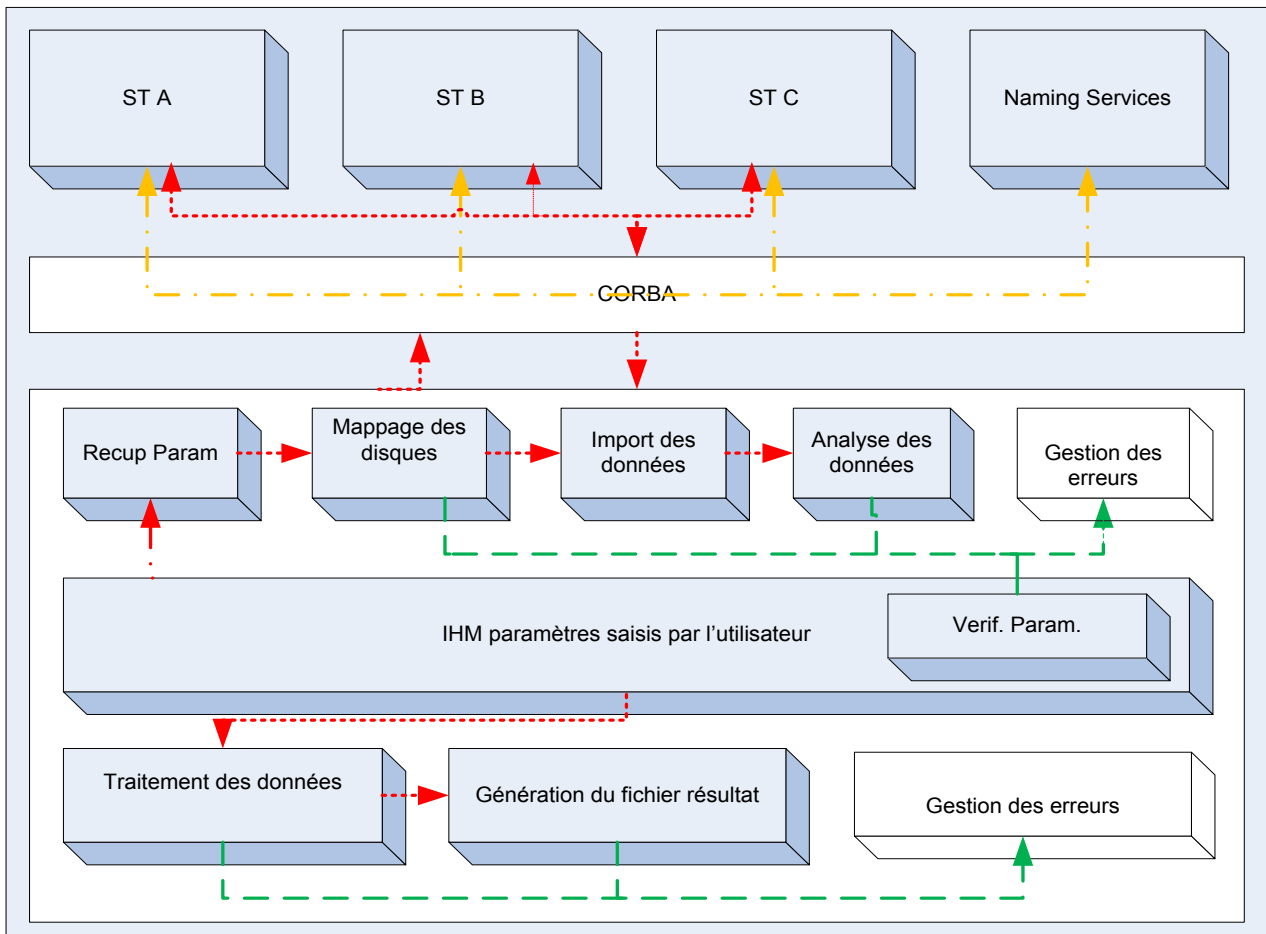 ST A
ST B
ST C
Naming Services
CORBA
Recup Param
Mappage des
disques
Import des
données
Analyse des
données
Gestion des
erreurs
IHM paramètres saisis par l’utilisateur
Verif. Param.
Traitement des données
Génération du fichier résultat
Gestion des erreurs